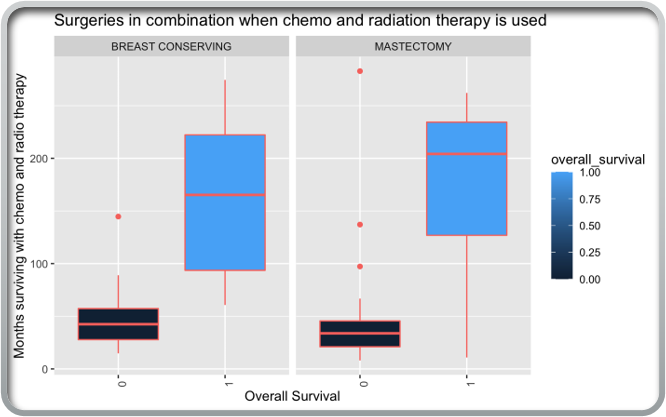 Surgeries in combination when chemo and radiation therapy is used
BREAST CONSERVING
MASTECTOMY
Months surviving with chemo and radio therapy
200
100
0
0
1
0
1
Overall Survival
overall_survival
1.00
0.75
0.50
0.25
0.00